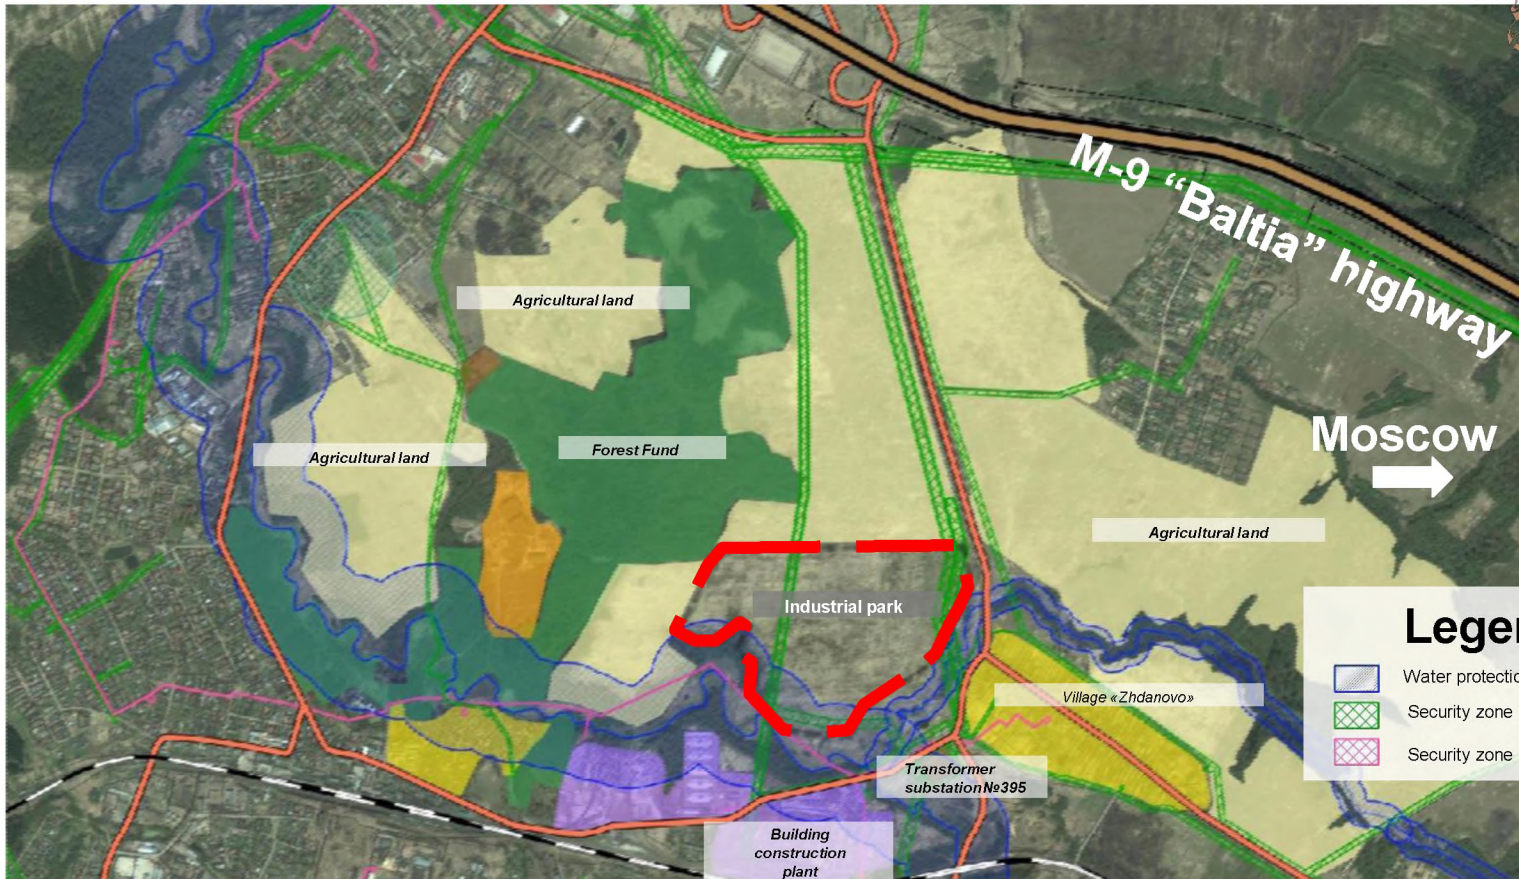 M-9 “Baltia” highway
Agricultural land
Moscow
Forest Fund
Agricultural land
Agricultural land
Industrial park
Legen
Water protectio
Village «Zhdanovo»
Security zone
Security zone
Transformer
substation№395
Building
construction
plant